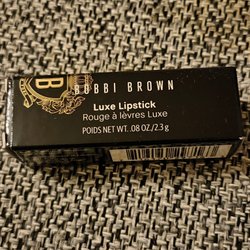 B
BOBBI BROWN
Luxe Lipstick
Rouge à lèvres Luxe
POIDS NET WT. .08 OZ./2.3 g